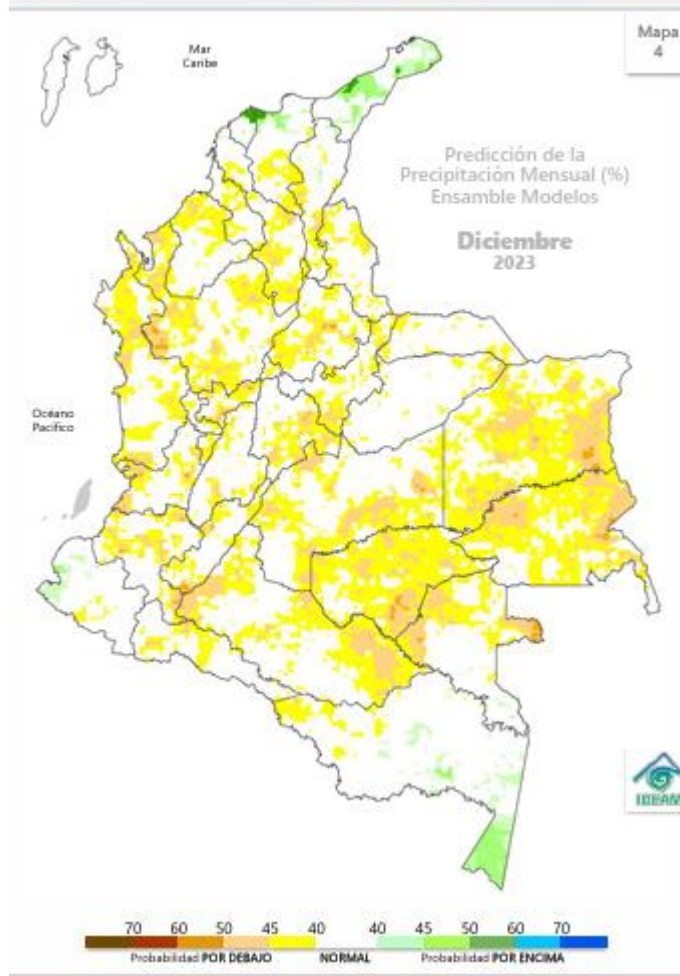 Mapa
4
Mar
Caribe
Predicción de la
Precipitación Mensual (%)
Ensamble Modelos
Diciembre
2023
Océano
Pacífico
IDEAM
70 60 50 45 40 40 45 50 60 70
Probabilidad POR DEBAJO NORMAL Probabilidad POR ENCIMA